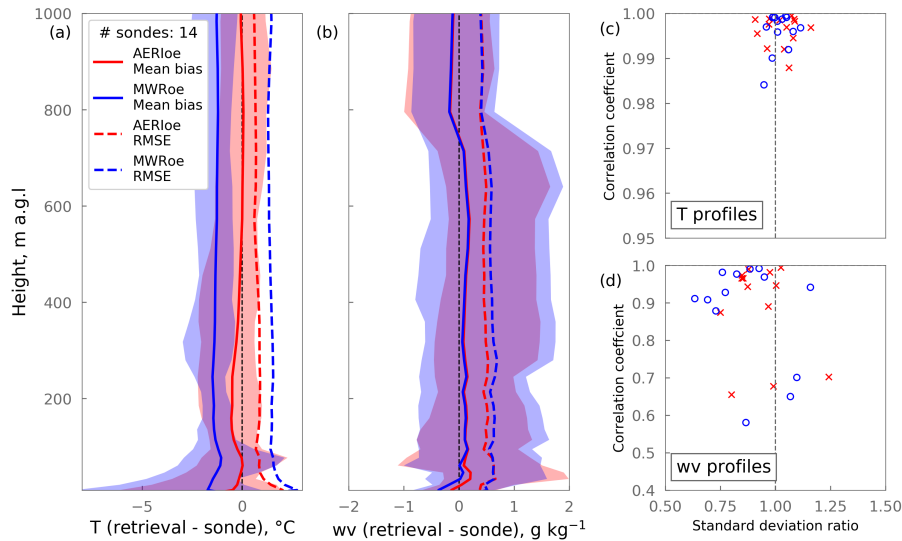 (a)
# sondes: 14
AERIoe
Mean bias
MWRoe
Mean bias
AERIoe
RMSE
MWRoe
RMSE
1000
800
600
400
200
Height, m a.g.l
−5
0
T (retrieval - sonde), °C
(b)
−2
−1
0
1
2
wv (retrieval - sonde), g kg⁻¹
(c)
1.00
0.99
0.98
0.97
0.96
0.95
Correlation coeffcient
T profiles
(d)
1.0
0.9
0.8
0.7
0.6
0.5
0.4
Correlation coeffcient
wv profiles
0.50
0.75
1.00
1.25
1.50
Standard deviation ratio